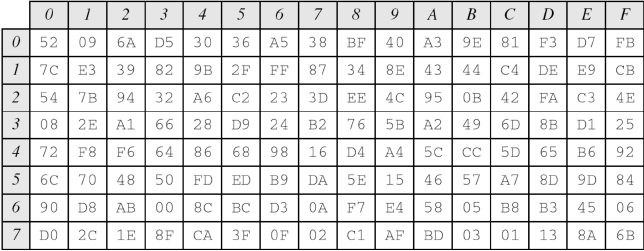 0 1 2 3 4 5 6 7 8 9 A B C D E F
0 52 09 6A D5 30 36 A5 38 BF 40 A3 9E 81 F3 D7 FB
1 7C E3 39 82 9B 2F FF 87 34 8E 43 44 C4 DE E9 CB
2 54 7B 94 32 A6 C2 23 3D EE 4C 95 0B 42 FA C3 4E
3 08 2E A1 66 28 D9 24 B2 76 5B A2 49 6D 8B D1 25
4 72 F8 F6 64 86 68 98 16 D4 A4 5C CC 5D 65 B6 92
5 6C 70 48 50 FD ED B9 DA 5E 15 46 57 A7 8D 9D 84
6 90 D8 AB 00 8C BC D3 0A F7 E4 58 05 B8 B3 45 06
7 D0 2C 1E 8F CA 3F 0F 02 C1 AF BD 03 01 13 8A 6B